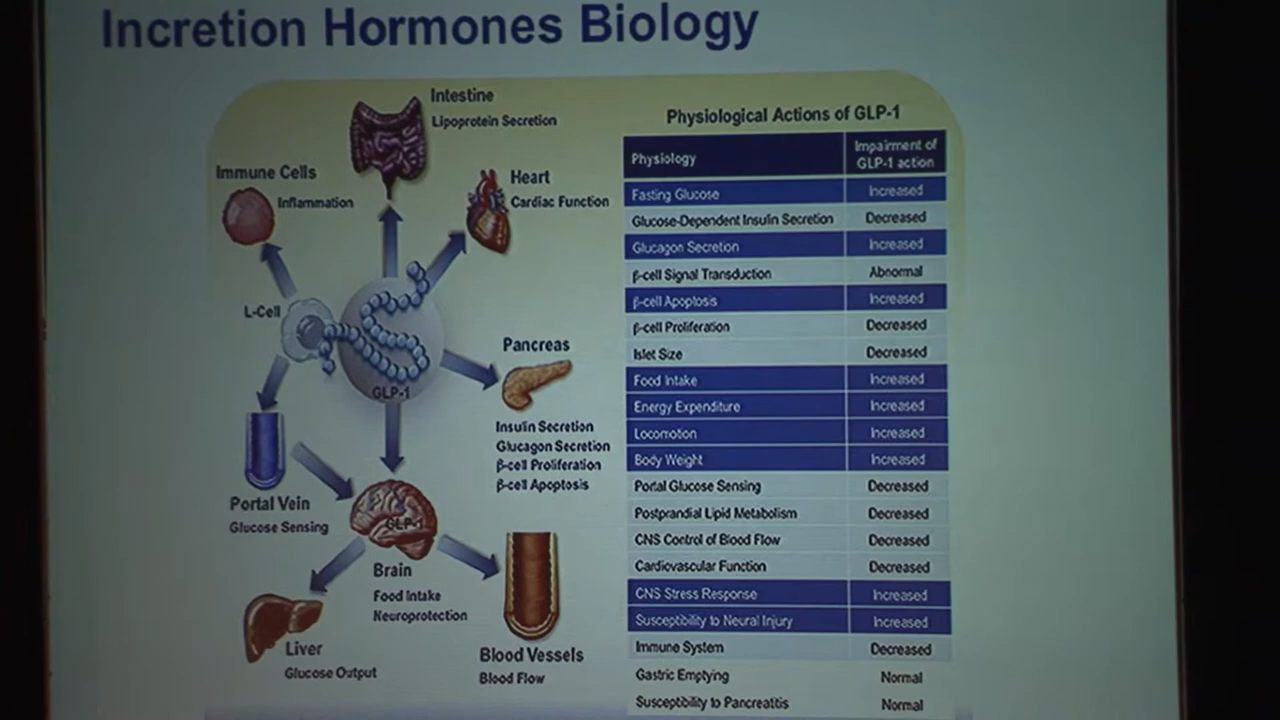 Incretion Hormones Biology
Intestine
Lipoprotein Secretion
Immune Cells
Inflammation
Heart
Cardiac Function
L-Cell
GLP-1
Pancreas
Insulin Secretion
Glucagon Secretion
β-cell Proliferation
β-cell Apoptosis
Portal Vein
Glucose Sensing
GLP-1
Brain
Food Intake
Neuroprotection
Liver
Glucose Output
Blood Vessels
Blood Flow
Physiological Actions of GLP-1
Physiology Impairment of
GLP-1 action
Fasting Glucose Increased
Glucose-Dependent Insulin Secretion Decreased
Glucagon Secretion Increased
β-cell Signal Transduction Abnormal
β-cell Apoptosis Increased
β-cell Proliferation Decreased
Islet Size Decreased
Food Intake Increased
Energy Expenditure Increased
Locomotion Increased
Body Weight Increased
Portal Glucose Sensing Decreased
Postprandial Lipid Metabolism Decreased
CNS Control of Blood Flow Decreased
Cardiovascular Function Decreased
CNS Stress Response Increased
Susceptibility to Neural Injury Increased
Immune System Decreased
Gastric Emptying Normal
Susceptibility to Pancreatitis Normal